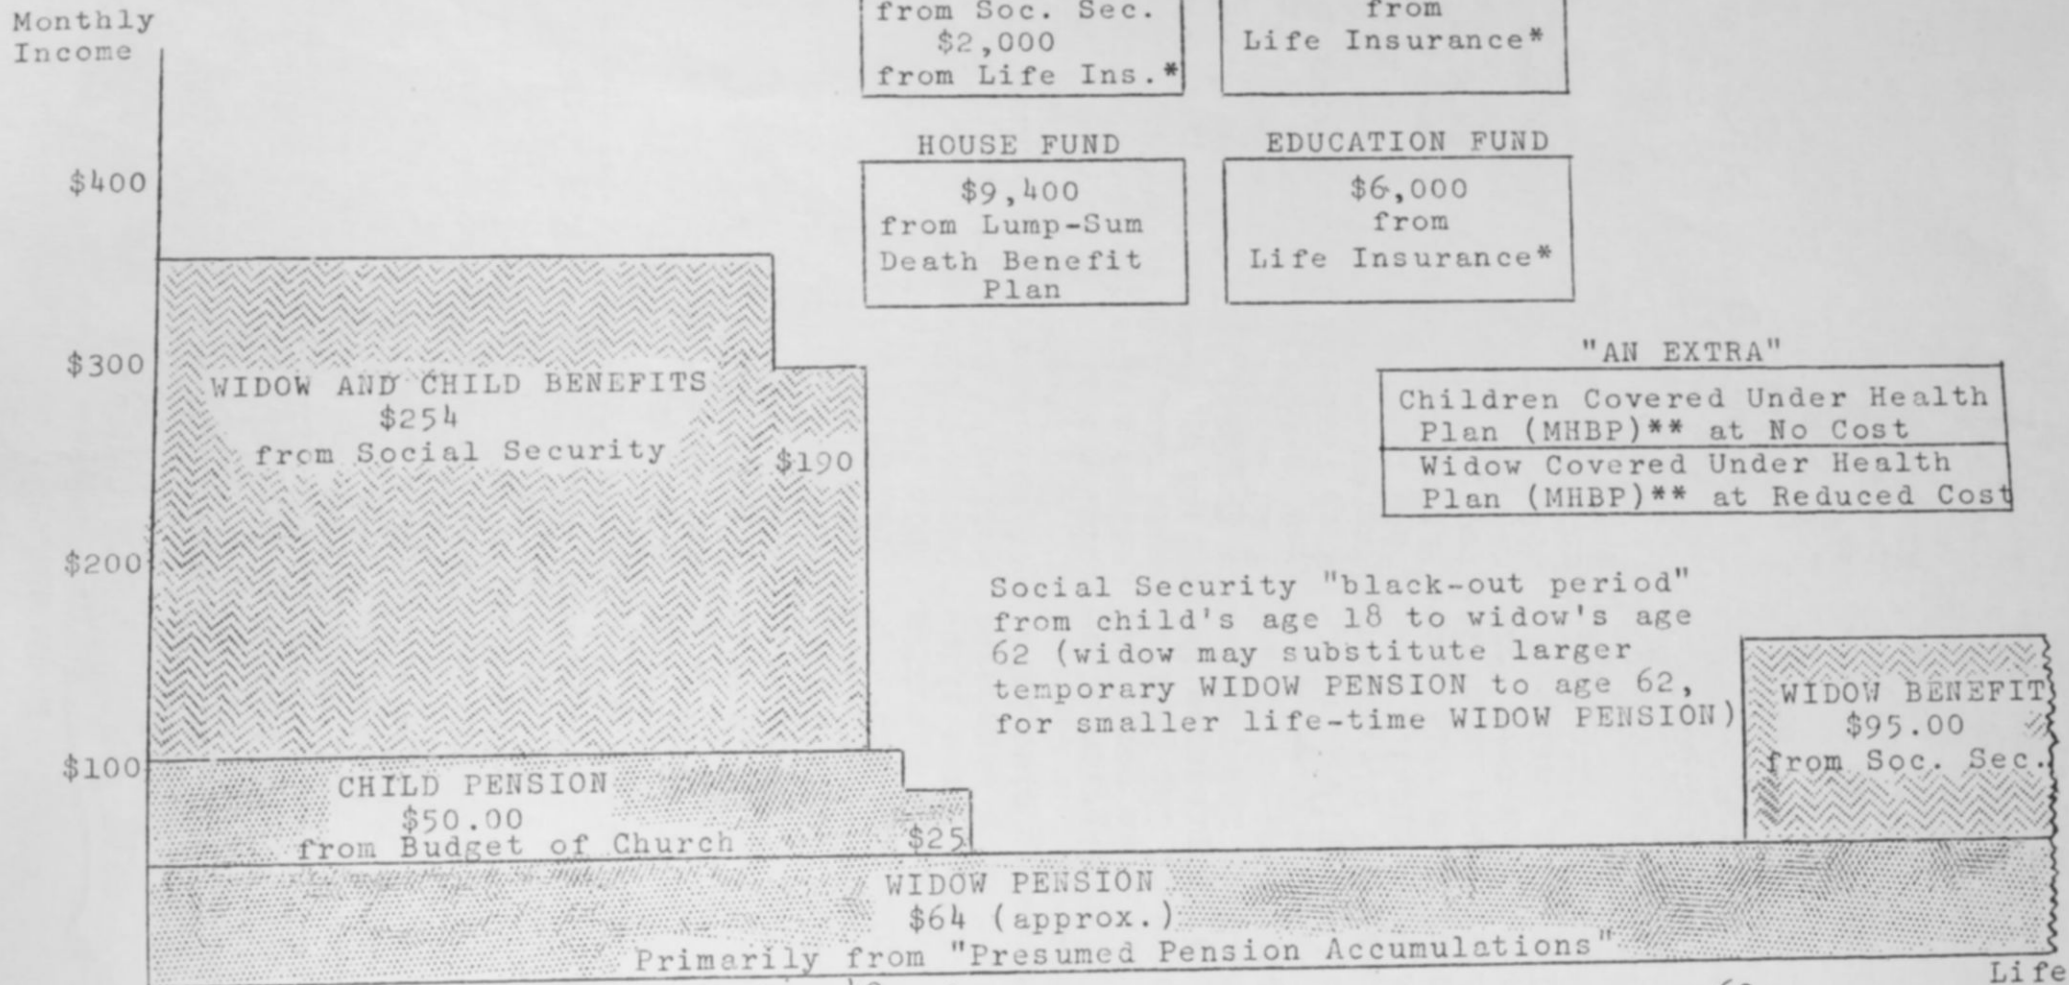 Monthly
Income
from Soc. Sec.
$2,000
from Life Ins.*
from
Life Insurance*
HOUSE FUND
$9,400
from Lump-Sum
Death Benefit
Plan
EDUCATION FUND
$6,000
from
Life Insurance*
$400
$300
$200
$100
"AN EXTRA"
Children Covered Under Health
Plan (MHBP)** at No Cost
Widow Covered Under Health
Plan (MHBP)** at Reduced Cost
WIDOW AND CHILD BENEFITS
$254
from Social Security
$190
Social Security "black-out period"
from child's age 18 to widow's age
62 (widow may substitute larger
temporary WIDOW PENSION to age 62,
for smaller life-time WIDOW PENSION)
WIDOW BENEFIT
$95.00
from Soc. Sec.
CHILD PENSION
$50.00
from Budget of Church
$25
WIDOW PENSION
$64 (approx.)
Primarily from "Presumed Pension Accumulations"
Life